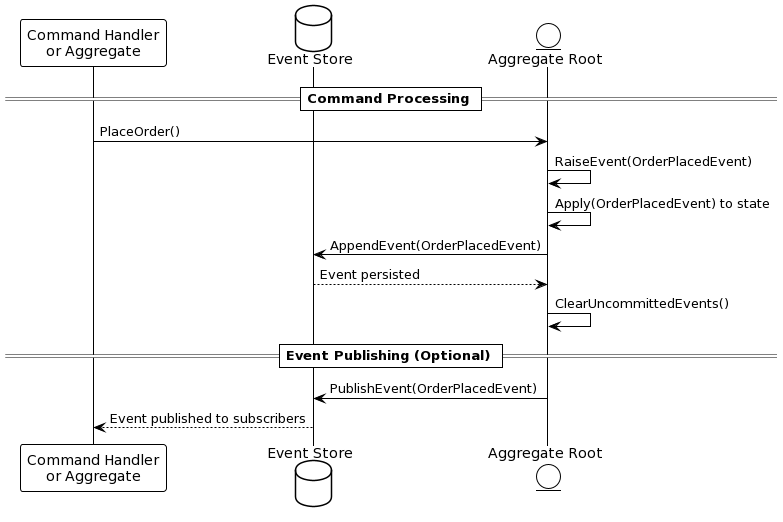 Command Handler
or Aggregate
Event Store
Aggregate Root
Command Processing
PlaceOrder()
RaiseEvent(OrderPlacedEvent)
Apply(OrderPlacedEvent) to state
AppendEvent(OrderPlacedEvent)
Event persisted
ClearUncommittedEvents()
Event Publishing (Optional)
PublishEvent(OrderPlacedEvent)
Event published to subscribers
Command Handler
or Aggregate
Event Store
Aggregate Root